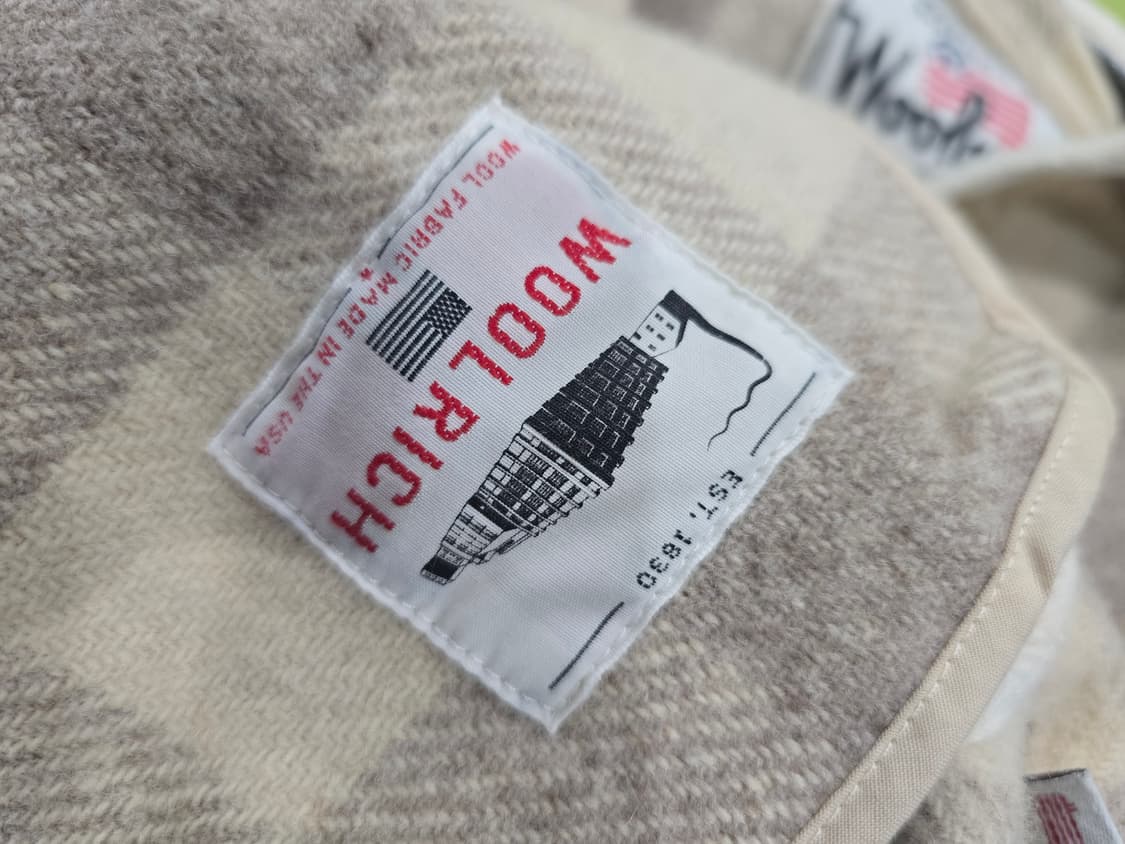 EST. 1830
WOOLRICH
WOOL FABRIC ★ MADE IN THE USA